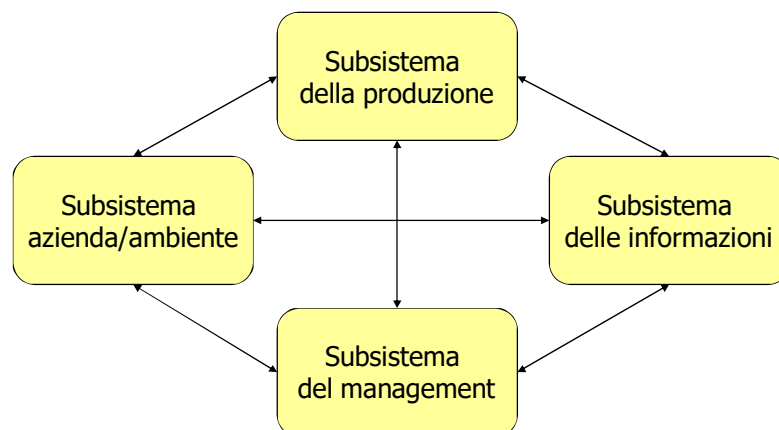 Subsistema
della produzione
Subsistema
azienda/ambiente
Subsistema
delle informazioni
Subsistema
del management